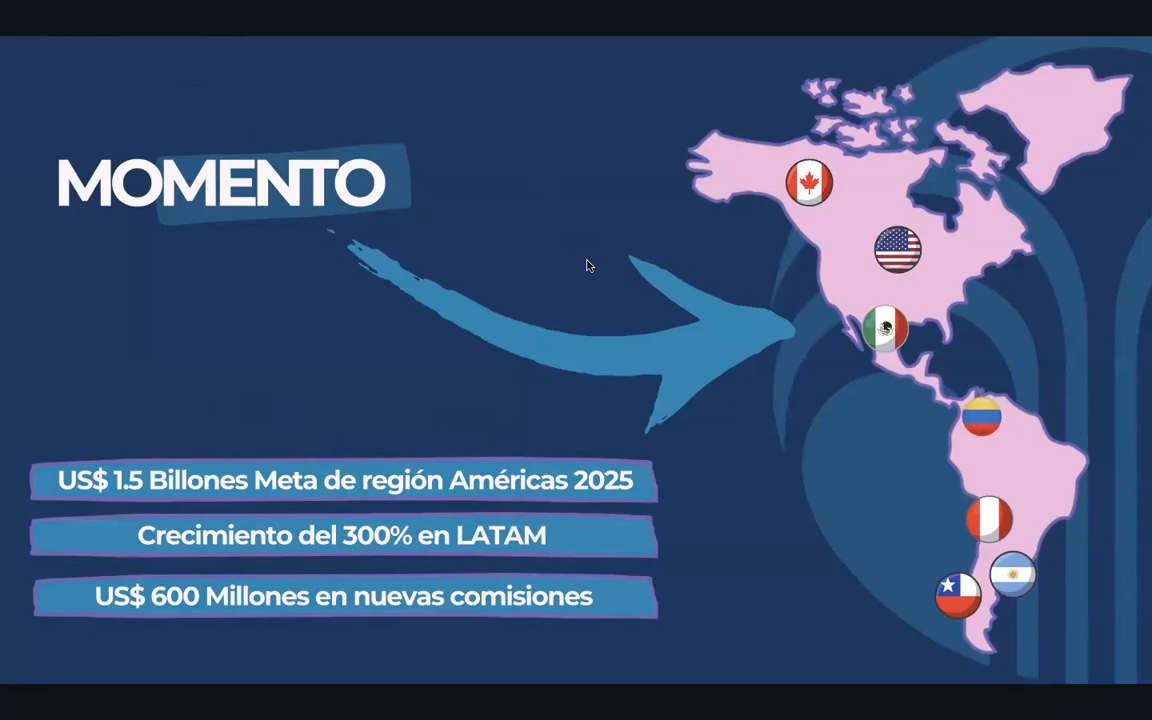 MOMENTO
US$ 1.5 Billones Meta de región Américas 2025
Crecimiento del 300% en LATAM
US$ 600 Millones en nuevas comisiones